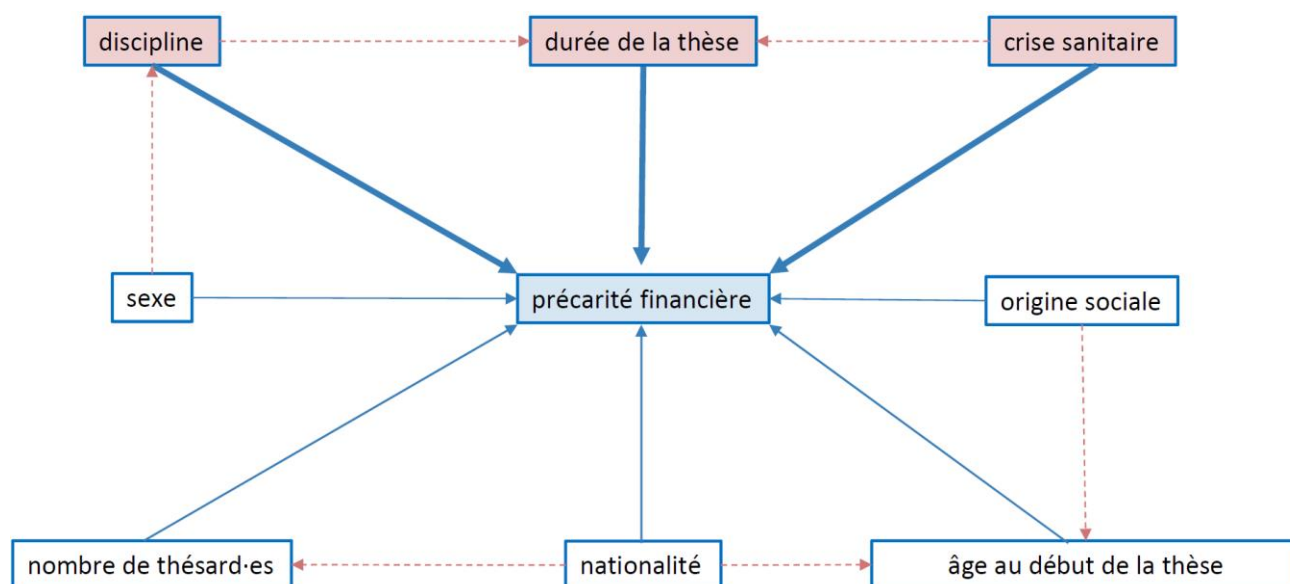 discipline
durée de la thèse
crise sanitaire
sexe
précarité financière
origine sociale
nombre de thésard·es
nationalité
âge au début de la thèse